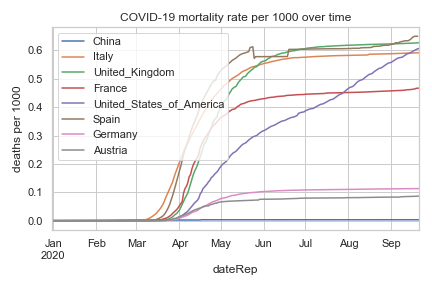 COVID-19 mortality rate per 1000 over time
deaths per 1000
0.6
0.5
0.4
0.3
0.2
0.1
0.0
China
Italy
United_Kingdom
France
United_States_of_America
Spain
Germany
Austria
Jan Feb Mar Apr May Jun Jul Aug Sep
2020
dateRep